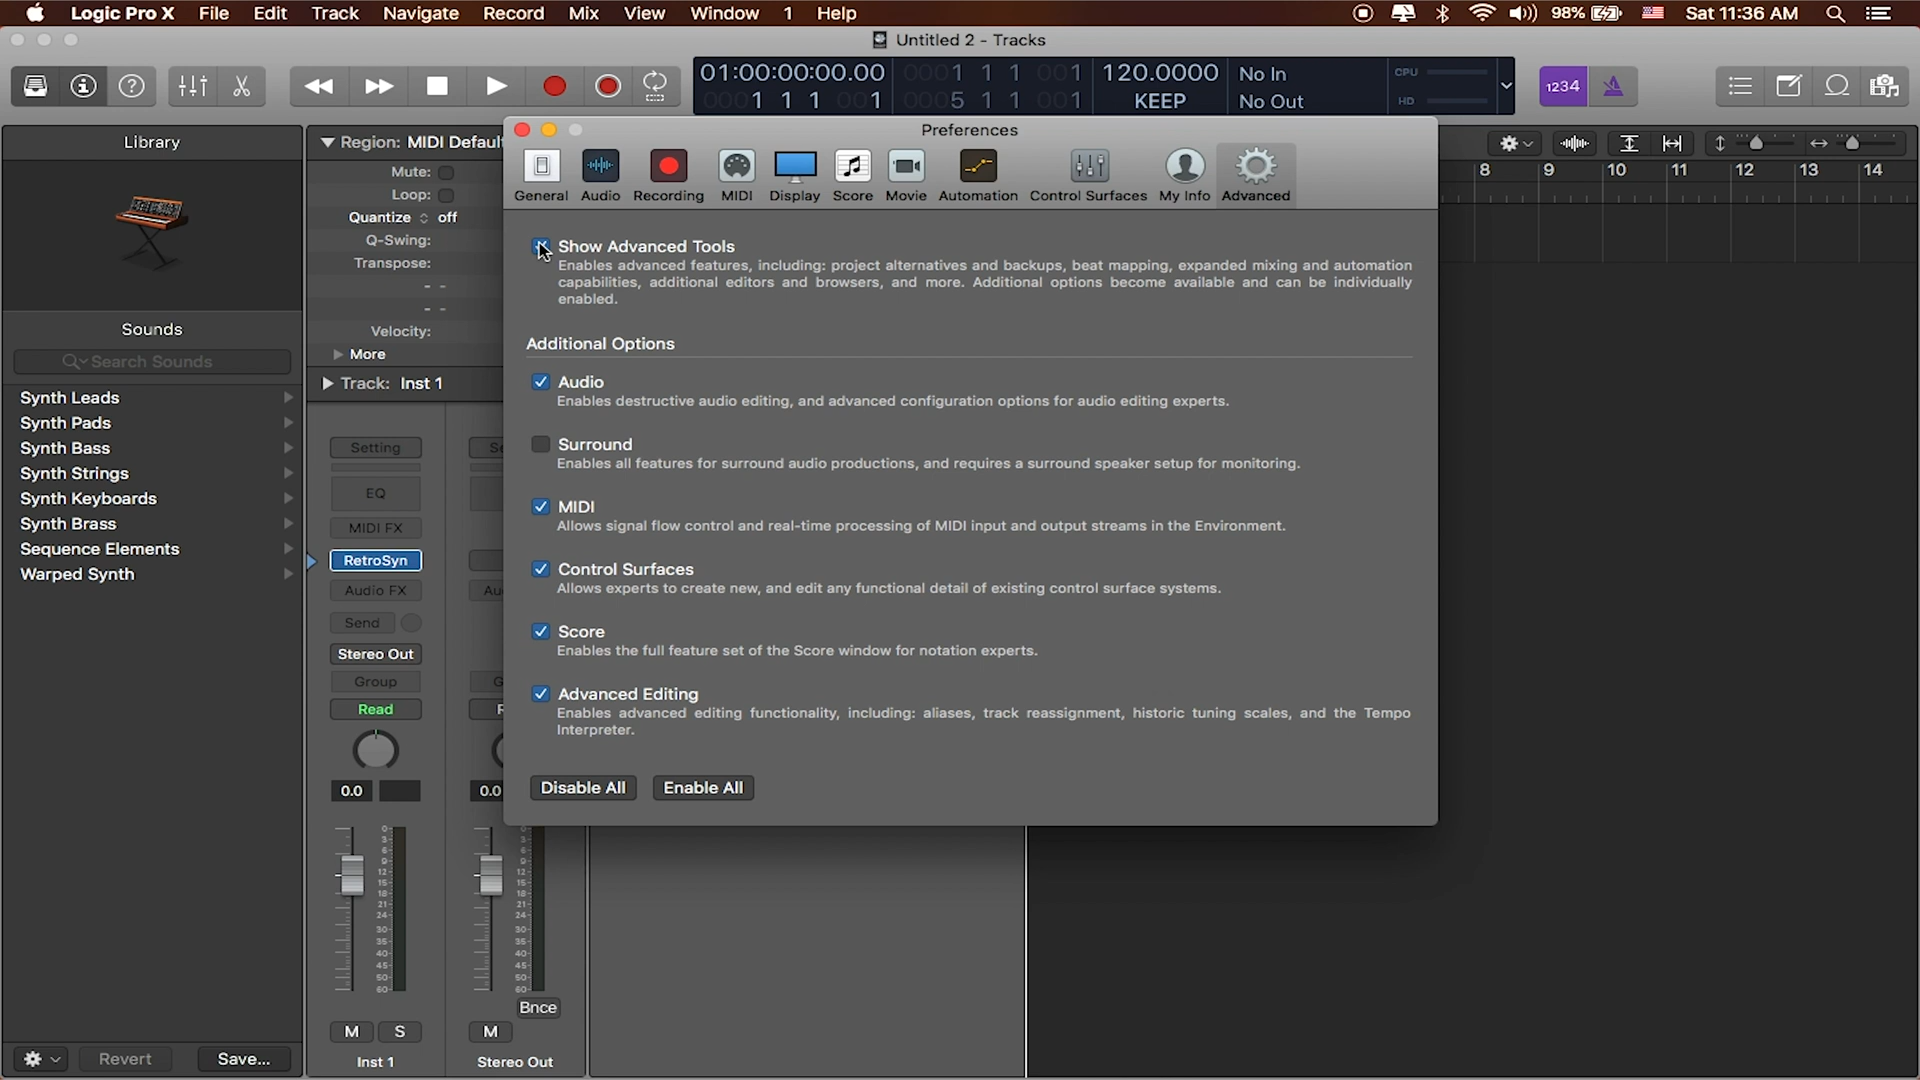 Logic Pro X File Edit Track Navigate Record Mix View Window 1 Help 98% Sat 11:36 AM
Untitled 2 - Tracks
01:00:00:00.00 0001 1 1 001 120.0000 No In CPU
0001 1 1 001 0005 1 1 001 KEEP No Out HD
1234
Library
Sounds
Search Sounds
Synth Leads
Synth Pads
Synth Bass
Synth Strings
Synth Keyboards
Synth Brass
Sequence Elements
Warped Synth
Revert Save...
Region: MIDI Default
Mute:
Loop:
Quantize off
Q-Swing:
Transpose:
- -
- -
Velocity:
More
Track: Inst 1
Setting
EQ
MIDI FX
RetroSyn
Audio FX
Send
Stereo Out
Group
Read
0.0
0.0
Bnce
M S M
Inst 1 Stereo Out
Preferences
General Audio Recording MIDI Display Score Movie Automation Control Surfaces My Info Advanced
Show Advanced Tools
Enables advanced features, including: project alternatives and backups, beat mapping, expanded mixing and automation
capabilities, additional editors and browsers, and more. Additional options become available and can be individually
enabled.
Additional Options
Audio
Enables destructive audio editing, and advanced configuration options for audio editing experts.
Surround
Enables all features for surround audio productions, and requires a surround speaker setup for monitoring.
MIDI
Allows signal flow control and real-time processing of MIDI input and output streams in the Environment.
Control Surfaces
Allows experts to create new, and edit any functional detail of existing control surface systems.
Score
Enables the full feature set of the Score window for notation experts.
Advanced Editing
Enables advanced editing functionality, including: aliases, track reassignment, historic tuning scales, and the Tempo
Interpreter.
Disable All Enable All
8 9 10 11 12 13 14